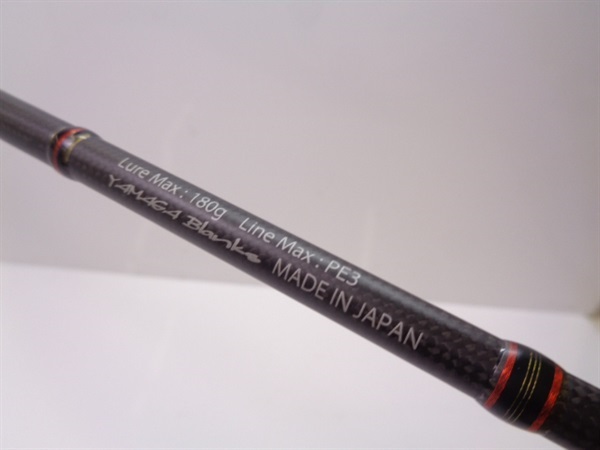 Lure Max : 180g Line Max : PE3
YAMAGA Blanks MADE IN JAPAN